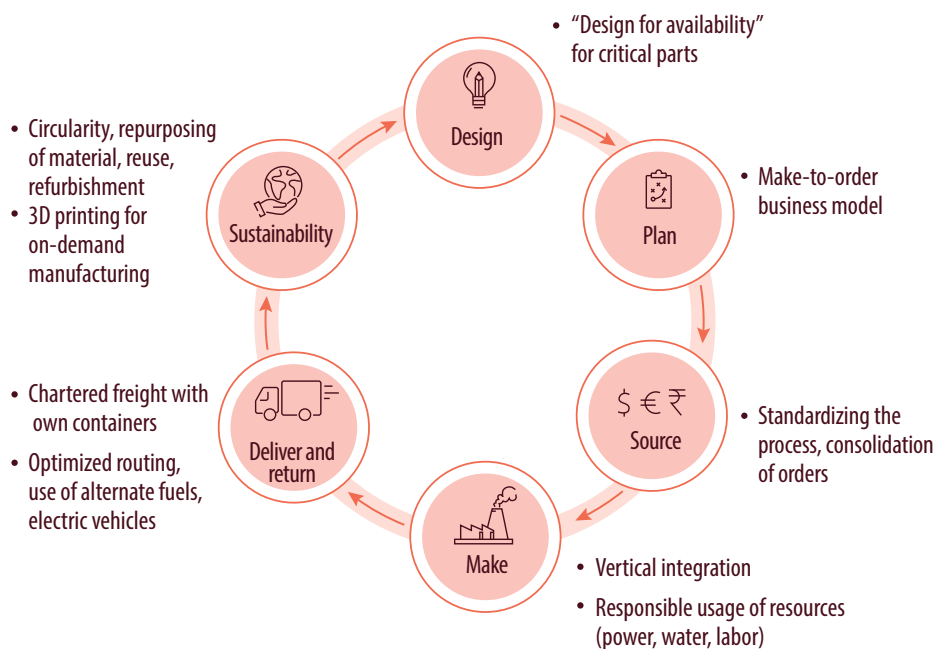 • “Design for availability”
for critical parts
Design
• Make-to-order
business model
Plan
$ € ₹
Source
• Standardizing the
process, consolidation
of orders
Make
• Vertical integration
• Responsible usage of resources
(power, water, labor)
Deliver and
return
• Chartered freight with
own containers
• Optimized routing,
use of alternate fuels,
electric vehicles
Sustainability
• Circularity, repurposing
of material, reuse,
refurbishment
• 3D printing for
on-demand
manufacturing